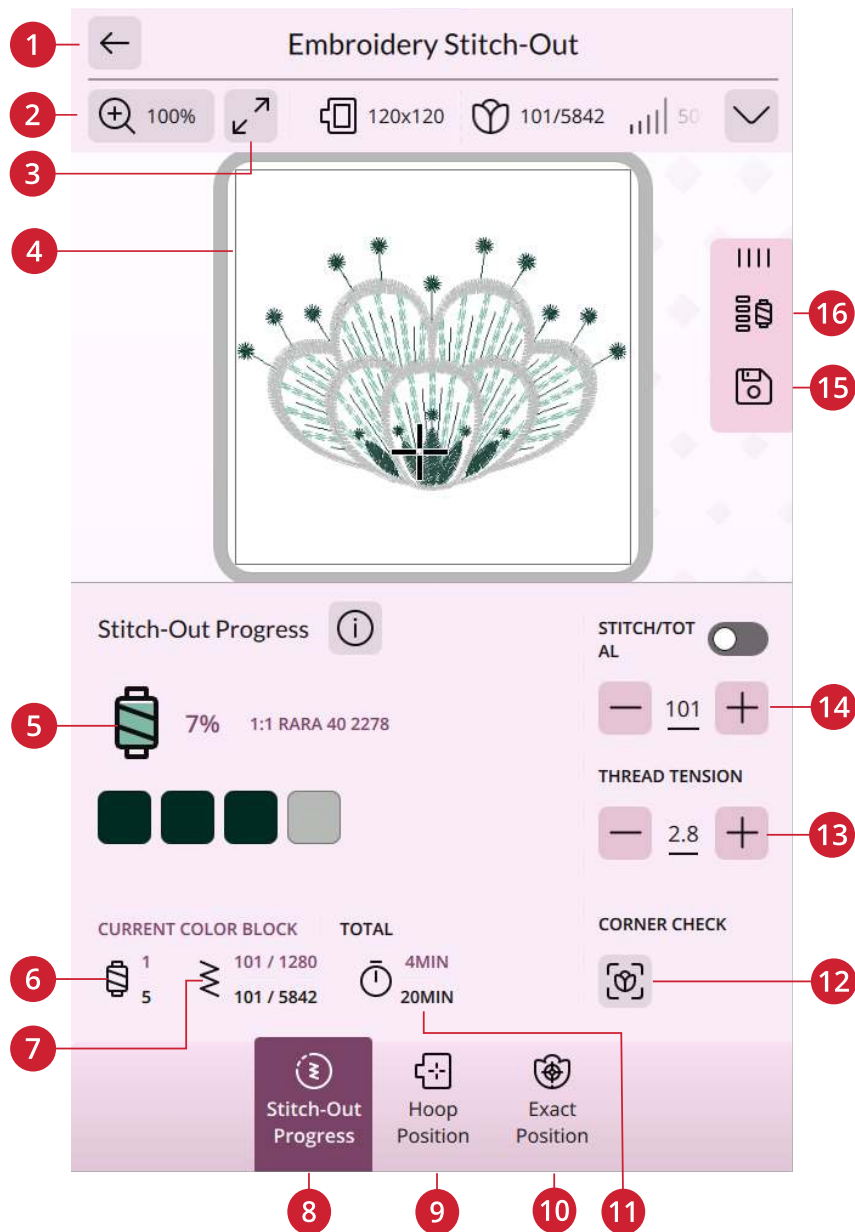 1
Embroidery Stitch-Out
2
100%
120x120
101/5842
50
3
4
16
15
Stitch-Out Progress
STITCH/TOT
AL
5
7%
1:1 RARA 40 2278
101
14
THREAD TENSION
2.8
13
CURRENT COLOR BLOCK
TOTAL
CORNER CHECK
6
1
101 / 1280
4MIN
12
5
101 / 5842
20MIN
7
Stitch-Out
Progress
Hoop
Position
Exact
Position
8
9
10
11